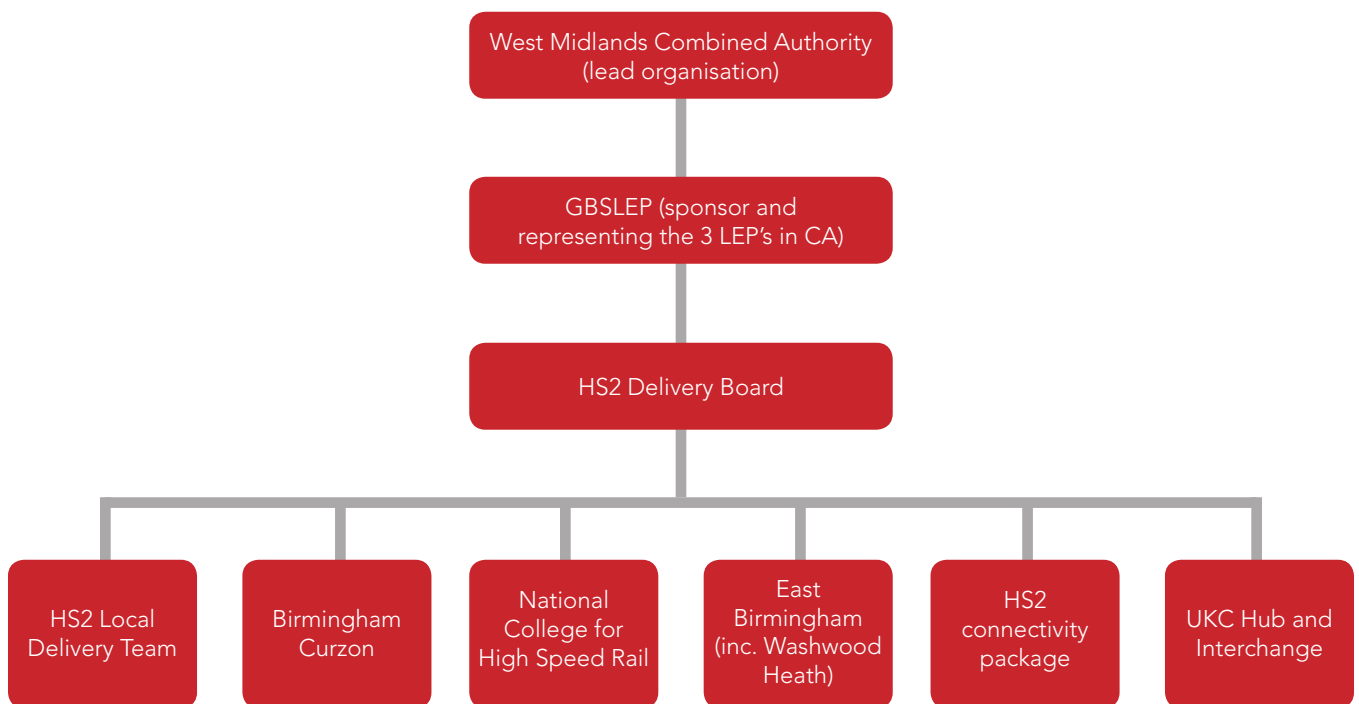 West Midlands Combined Authority
(lead organisation)
GBSLEP (sponsor and
representing the 3 LEP’s in CA)
HS2 Delivery Board
HS2 Local
Delivery Team
Birmingham
Curzon
National
College for
High Speed Rail
East
Birmingham
(inc. Washwood
Heath)
HS2
connectivity
package
UKC Hub and
Interchange